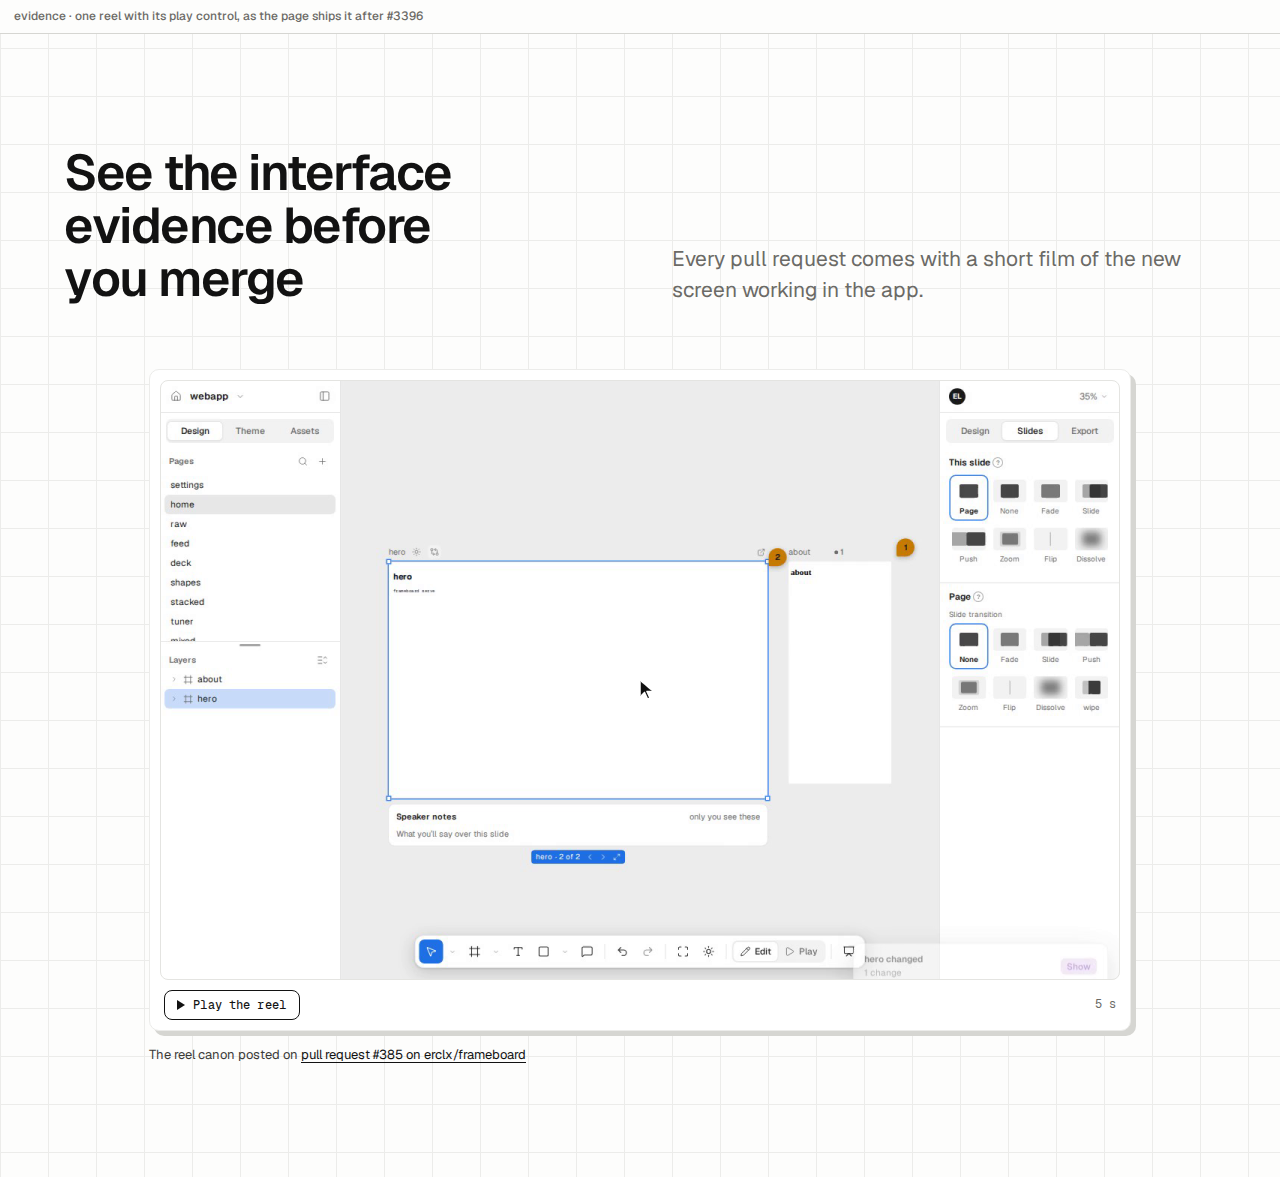 evidence · one reel with its play control, as the page ships it after #3396
See the interface
evidence before
you merge
Every pull request comes with a short film of the new
screen working in the app.
webapp
Design Theme Assets
Pages
settings
home
raw
feed
deck
shapes
stacked
tuner
mixed
Layers
about
hero
hero
2
about
1
1
hero
frameboard serve
about
Speaker notes
only you see these
What you'll say over this slide
hero · 2 of 2
Edit
Play
hero changed
1 change
Show
EL
35%
Design Slides Export
This slide ?
Page None Fade Slide
Push Zoom Flip Dissolve
Page ?
Slide transition
None Fade Slide Push
Zoom Flip Dissolve wipe
Play the reel
5 s
The reel canon posted on pull request #385 on erclx/frameboard